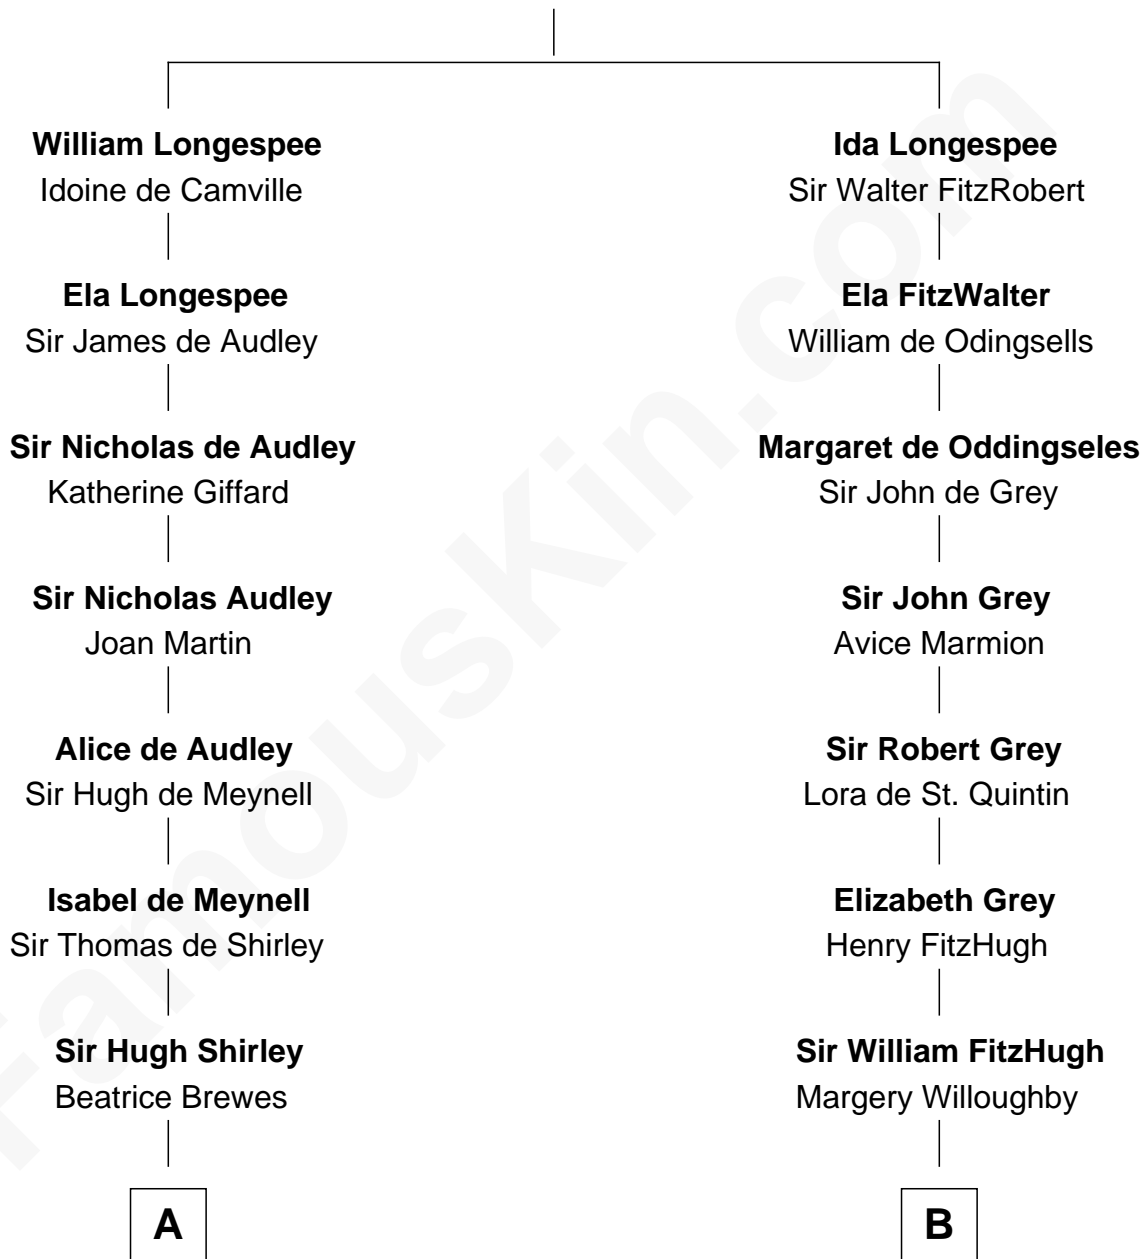 William Longespee
Idoine de Camville
Ela Longespee
Sir James de Audley
Sir Nicholas de Audley
Katherine Giffard
Sir Nicholas Audley
Joan Martin
Alice de Audley
Sir Hugh de Meynell
Isabel de Meynell
Sir Thomas de Shirley
Sir Hugh Shirley
Beatrice Brewes
A
Ida Longespee
Sir Walter FitzRobert
Ela FitzWalter
William de Odingsells
Margaret de Oddingseles
Sir John de Grey
Sir John Grey
Avice Marmion
Sir Robert Grey
Lora de St. Quintin
Elizabeth Grey
Henry FitzHugh
Sir William FitzHugh
Margery Willoughby
B
FamousKin.com